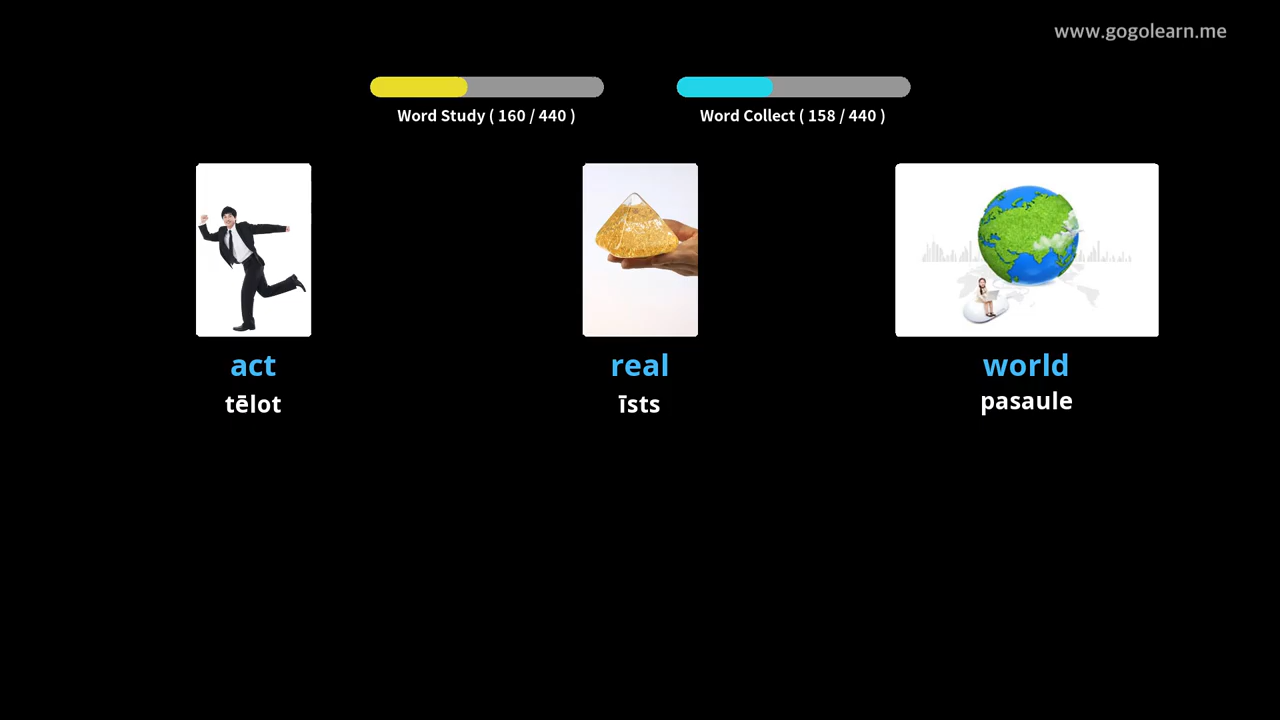 www.gogolearn.me
Word Study ( 160 / 440 )
Word Collect ( 158 / 440 )
act
tēlot
real
īsts
world
pasaule